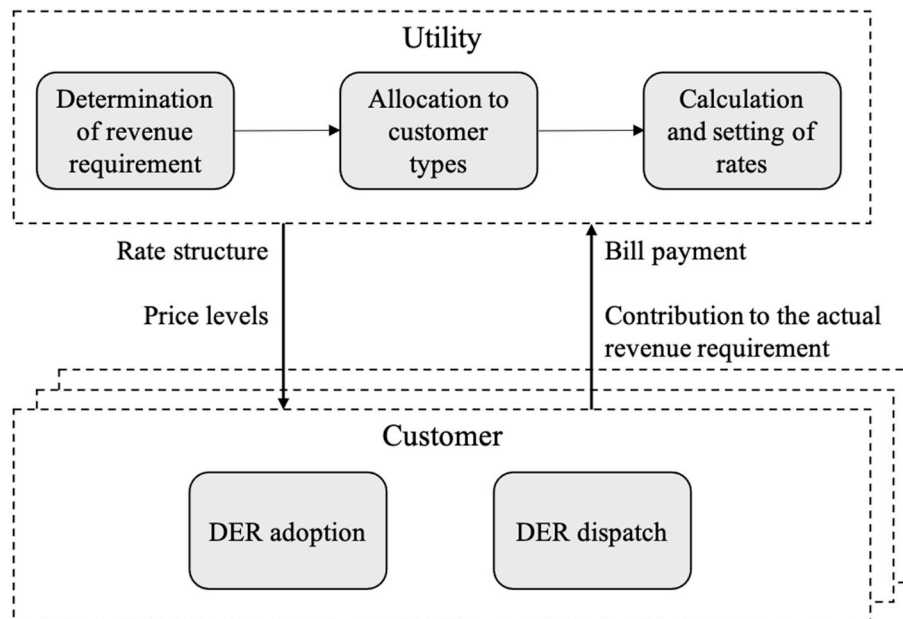 Utility
Determination
of revenue
requirement
Allocation to
customer
types
Calculation
and setting of
rates
Rate structure
Price levels
Bill payment
Contribution to the actual
revenue requirement
Customer
DER adoption
DER dispatch